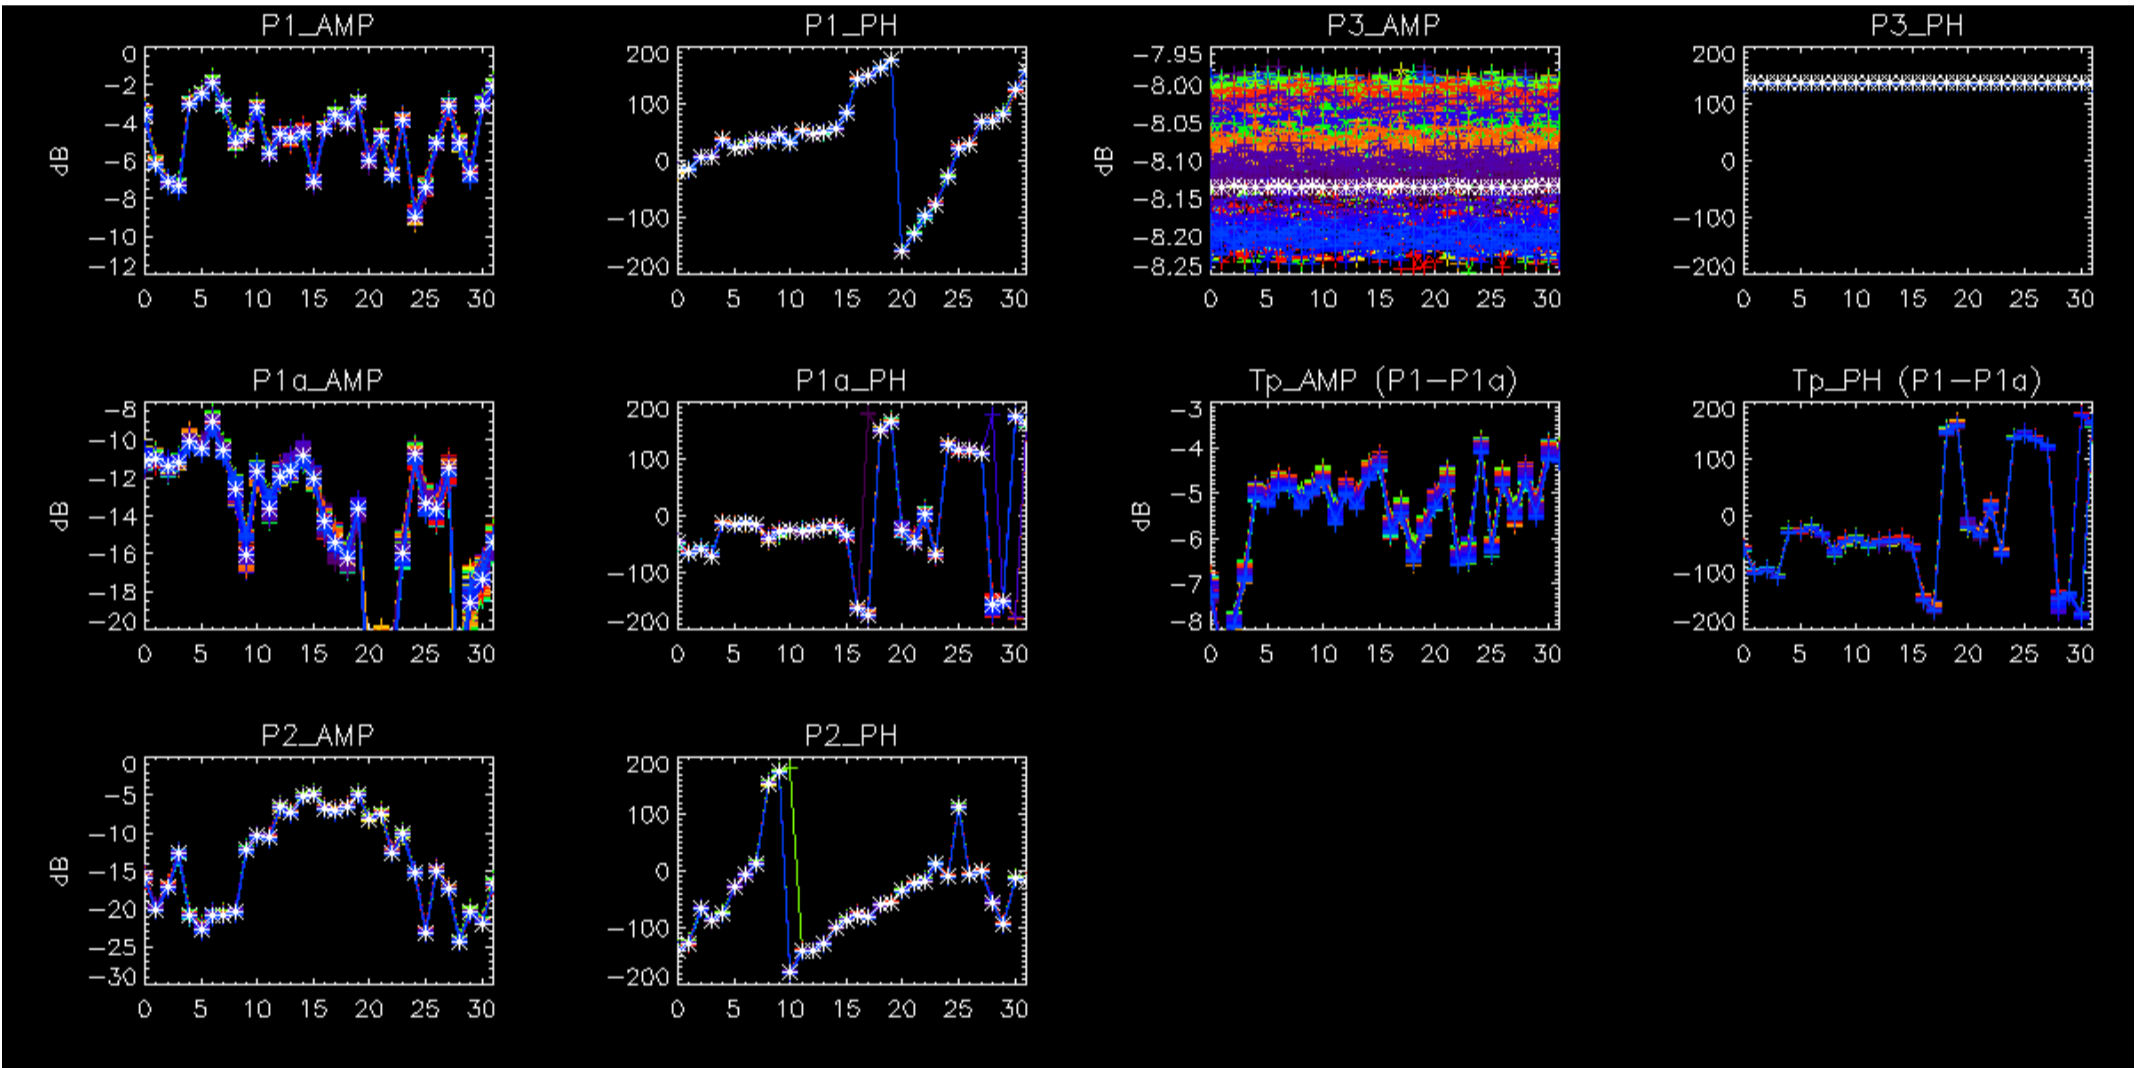 P1_AMP
P1_PH
P3_AMP
P3_PH
dB
0
−2
−4
−6
−8
−10
−12
0 5 10 15 20 25 30
200
100
0
−100
−200
0 5 10 15 20 25 30
dB
−7.95
−8.00
−8.05
−8.10
−8.15
−8.20
−8.25
0 5 10 15 20 25 30
200
100
0
−100
−200
0 5 10 15 20 25 30
P1a_AMP
P1a_PH
Tp_AMP (P1−P1a)
Tp_PH (P1−P1a)
dB
−8
−10
−12
−14
−16
−18
−20
0 5 10 15 20 25 30
200
100
0
−100
−200
0 5 10 15 20 25 30
dB
−3
−4
−5
−6
−7
−8
0 5 10 15 20 25 30
200
100
0
−100
−200
0 5 10 15 20 25 30
P2_AMP
P2_PH
dB
0
−5
−10
−15
−20
−25
−30
0 5 10 15 20 25 30
200
100
0
−100
−200
0 5 10 15 20 25 30